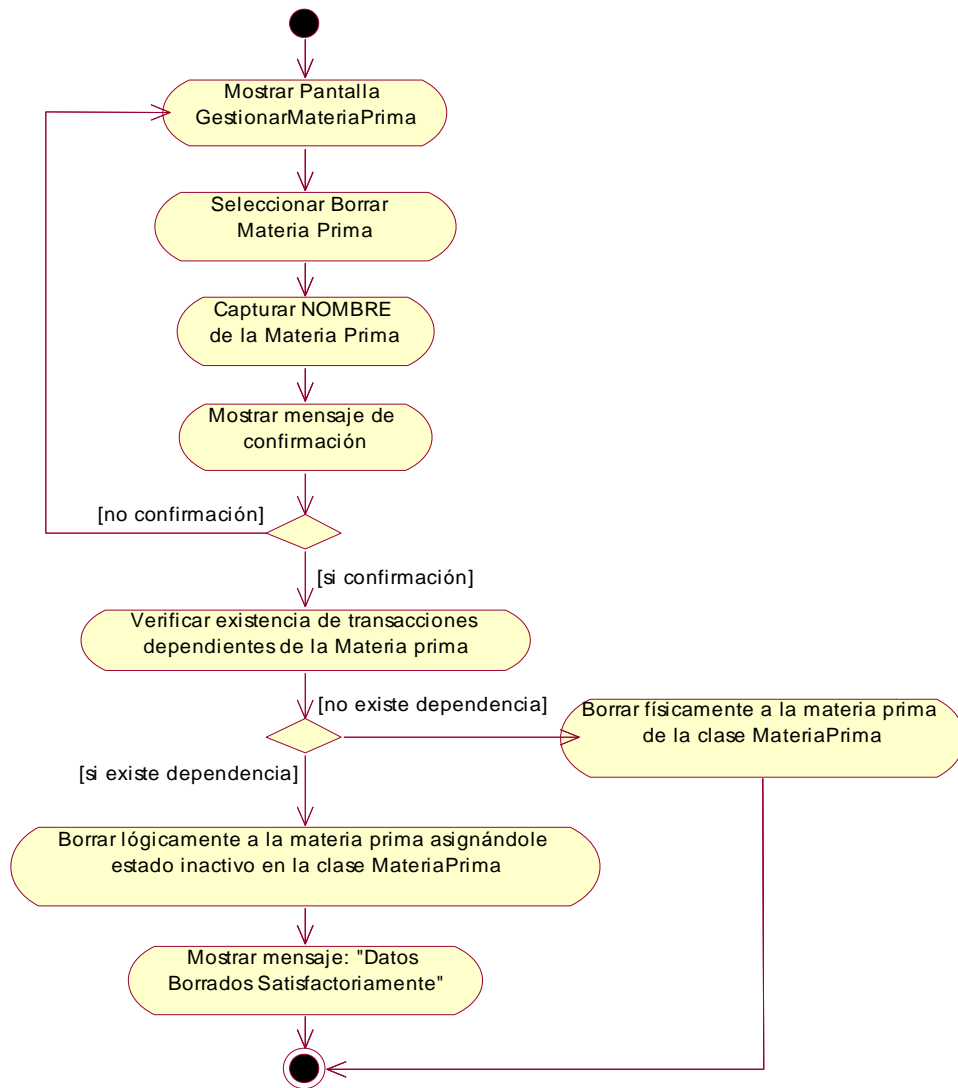 Mostrar Pantalla
GestionarMateriaPrima
Seleccionar Borrar
Materia Prima
Capturar NOMBRE
de la Materia Prima
Mostrar mensaje de
confirmación
[no confirmación]
[si confirmación]
Verificar existencia de transacciones
dependientes de la Materia prima
[no existe dependencia]
Borrar físicamente a la materia prima
de la clase MateriaPrima
[si existe dependencia]
Borrar lógicamente a la materia prima asignándole
estado inactivo en la clase MateriaPrima
Mostrar mensaje: "Datos
Borrados Satisfactoriamente"